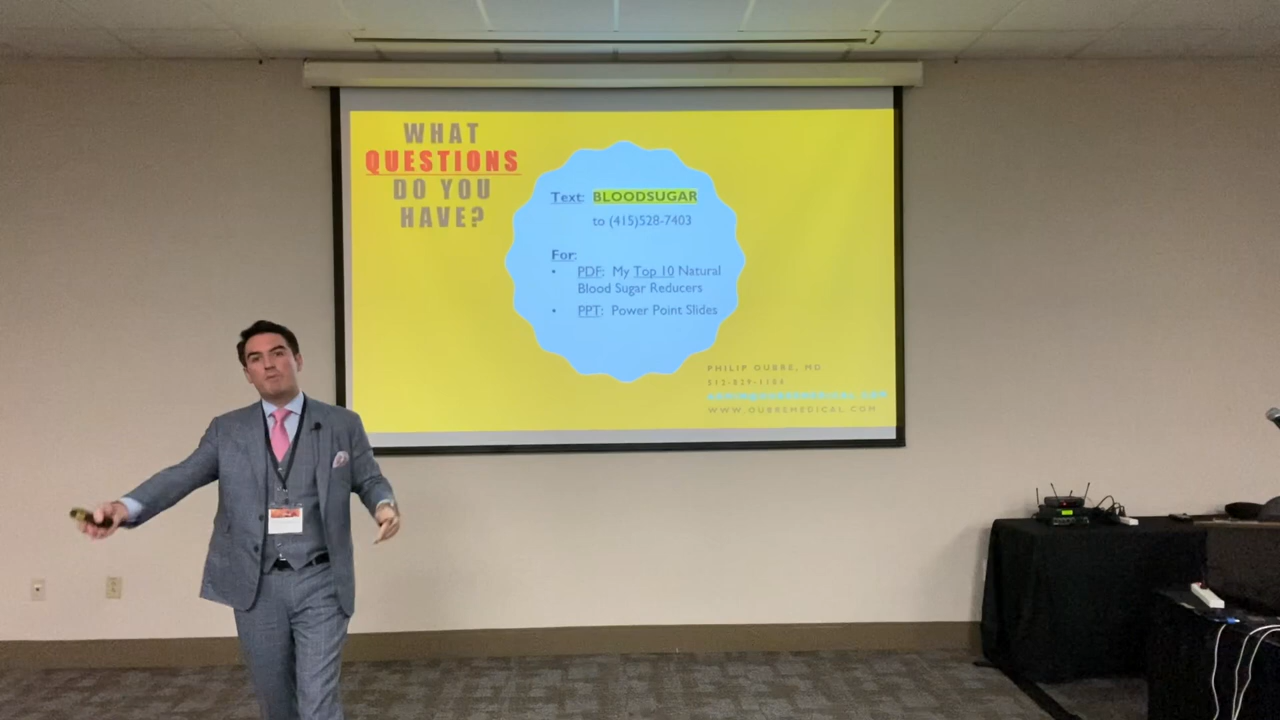 WHAT
QUESTIONS
DO YOU
HAVE?
Text: BLOODSUGAR
to (415)528-7403
For:
• PDF: My Top 10 Natural
Blood Sugar Reducers
• PPT: Power Point Slides
PHILIP OUBRE, MD
WWW.OUBREMEDICAL.COM